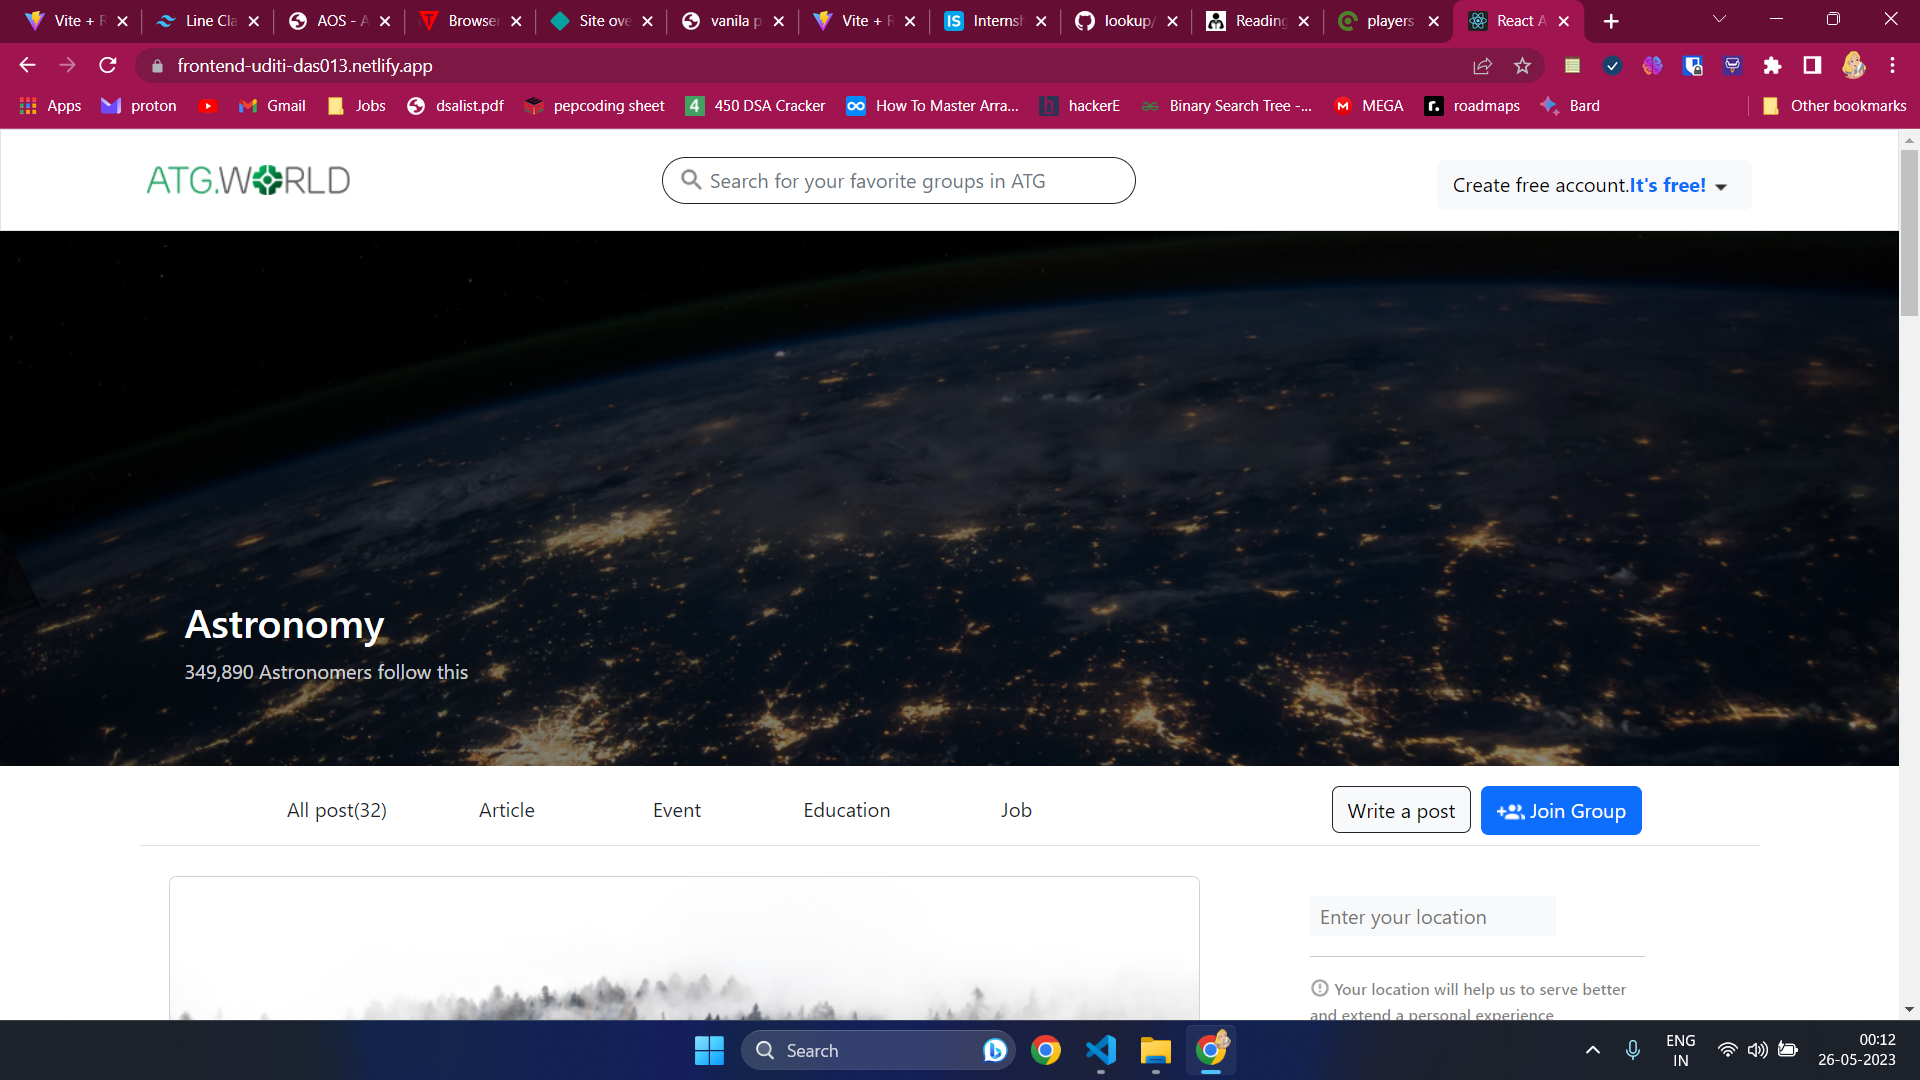 Vite + R
Line Cla
AOS - A
Browser
Site ove
vanila p
Vite + R
Internsh
lookup/
Reading
players
React A
frontend-uditi-das013.netlify.app
Apps
proton
Gmail
Jobs
dsalist.pdf
pepcoding sheet
450 DSA Cracker
How To Master Arra...
hackerE
Binary Search Tree -...
MEGA
roadmaps
Bard
Other bookmarks
ATG.WORLD
Search for your favorite groups in ATG
Create free account.It's free!
Astronomy
349,890 Astronomers follow this
All post(32)
Article
Event
Education
Job
Write a post
Join Group
Enter your location
Your location will help us to serve better
and extend a personal experience
Search
ENG
IN
00:12
26-05-2023